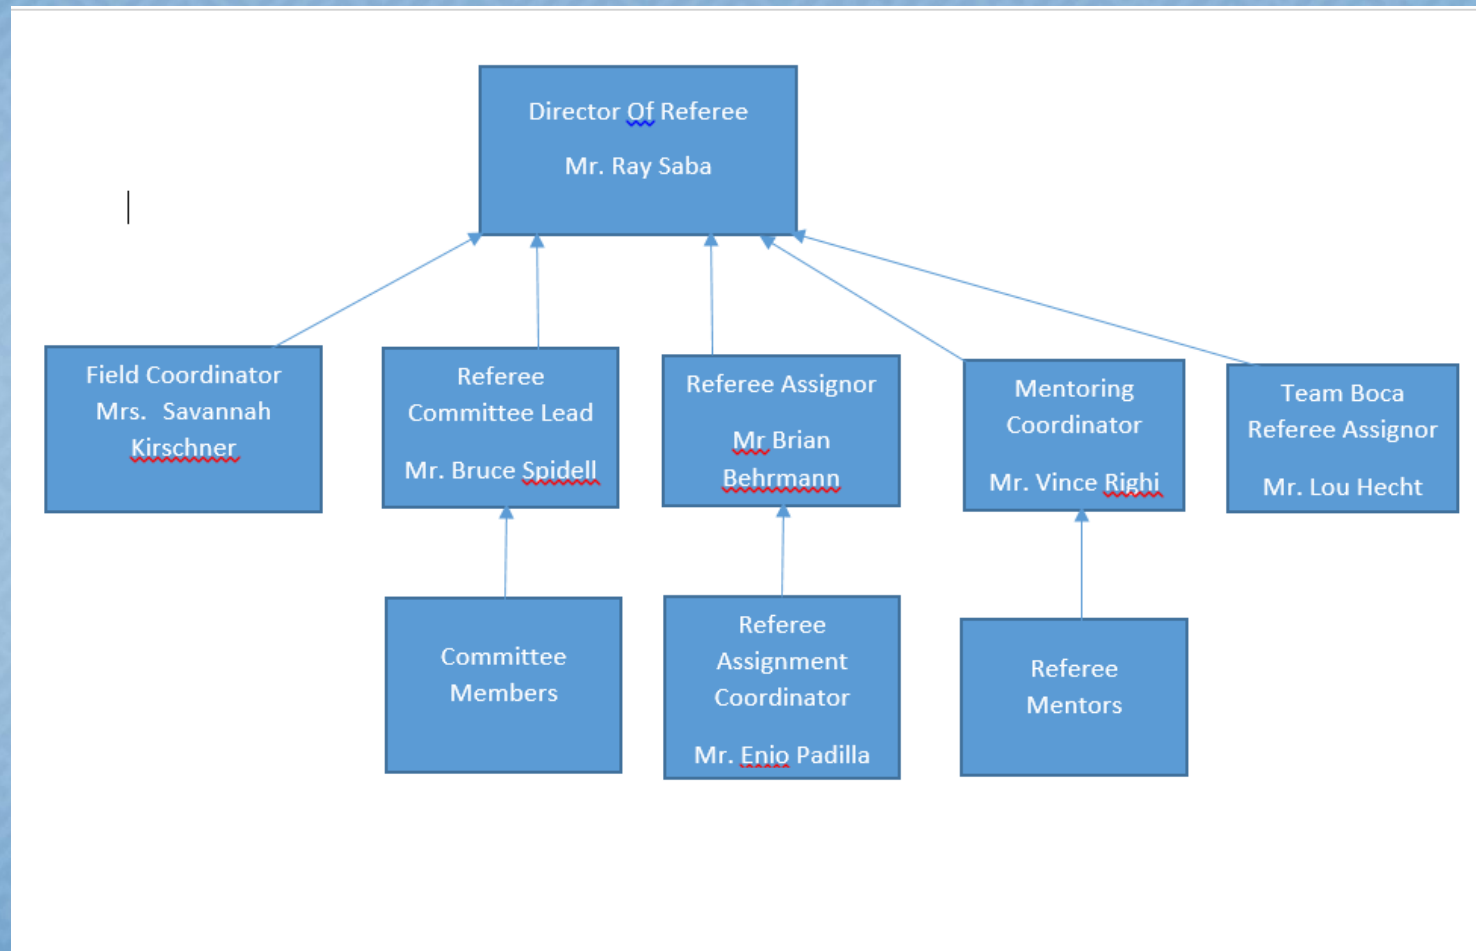 Director Of Referee
Mr. Ray Saba
Field Coordinator
Mrs. Savannah
Kirschner
Referee
Committee Lead
Mr. Bruce Spidell
Referee Assignor
Mr Brian
Behrmann
Mentoring
Coordinator
Mr. Vince Righi
Team Boca
Referee Assignor
Mr. Lou Hecht
Committee
Members
Referee
Assignment
Coordinator
Mr. Enio Padilla
Referee
Mentors